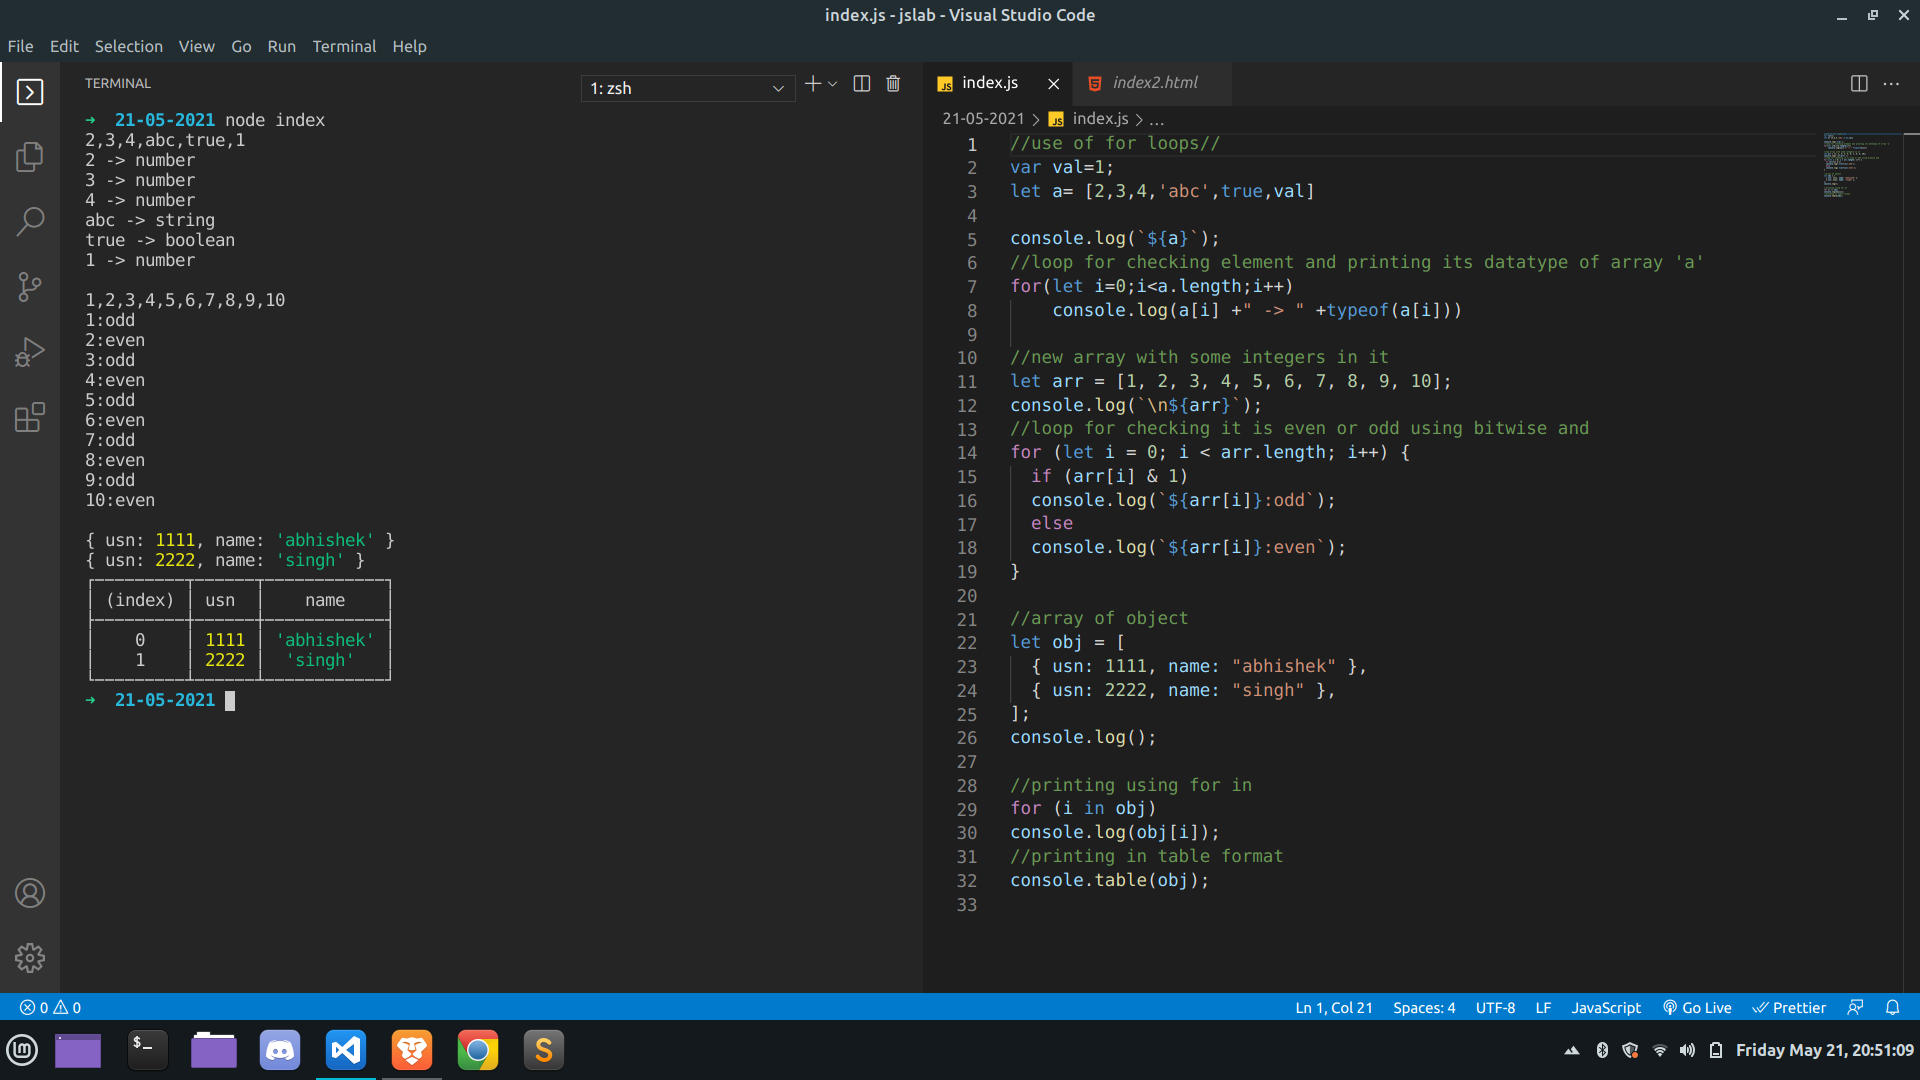 index.js - jslab - Visual Studio Code
File Edit Selection View Go Run Terminal Help
TERMINAL
1: zsh
➜ 21-05-2021 node index
2,3,4,abc,true,1
2 -> number
3 -> number
4 -> number
abc -> string
true -> boolean
1 -> number
1,2,3,4,5,6,7,8,9,10
1:odd
2:even
3:odd
4:even
5:odd
6:even
7:odd
8:even
9:odd
10:even
{ usn: 1111, name: 'abhishek' }
{ usn: 2222, name: 'singh' }
(index) usn name
0 1111 'abhishek'
1 2222 'singh'
➜ 21-05-2021
JS index.js
5 index2.html
21-05-2021 > JS index.js > ...
1 //use of for loops//
2 var val=1;
3 let a= [2,3,4,'abc',true,val]
4
5 console.log(`${a}`);
6 //loop for checking element and printing its datatype of array 'a'
7 for(let i=0;i<a.length;i++)
8     console.log(a[i] +" -> " +typeof(a[i]))
9
10 //new array with some integers in it
11 let arr = [1, 2, 3, 4, 5, 6, 7, 8, 9, 10];
12 console.log(`\n${arr}`);
13 //loop for checking it is even or odd using bitwise and
14 for (let i = 0; i < arr.length; i++) {
15   if (arr[i] & 1)
16   console.log(`${arr[i]}:odd`);
17   else
18   console.log(`${arr[i]}:even`);
19 }
20
21 //array of object
22 let obj = [
23   { usn: 1111, name: "abhishek" },
24   { usn: 2222, name: "singh" },
25 ];
26 console.log();
27
28 //printing using for in
29 for (i in obj)
30 console.log(obj[i]);
31 //printing in table format
32 console.table(obj);
33
0 0
Ln 1, Col 21 Spaces: 4 UTF-8 LF JavaScript Go Live Prettier
$_
S
Friday May 21, 20:51:09